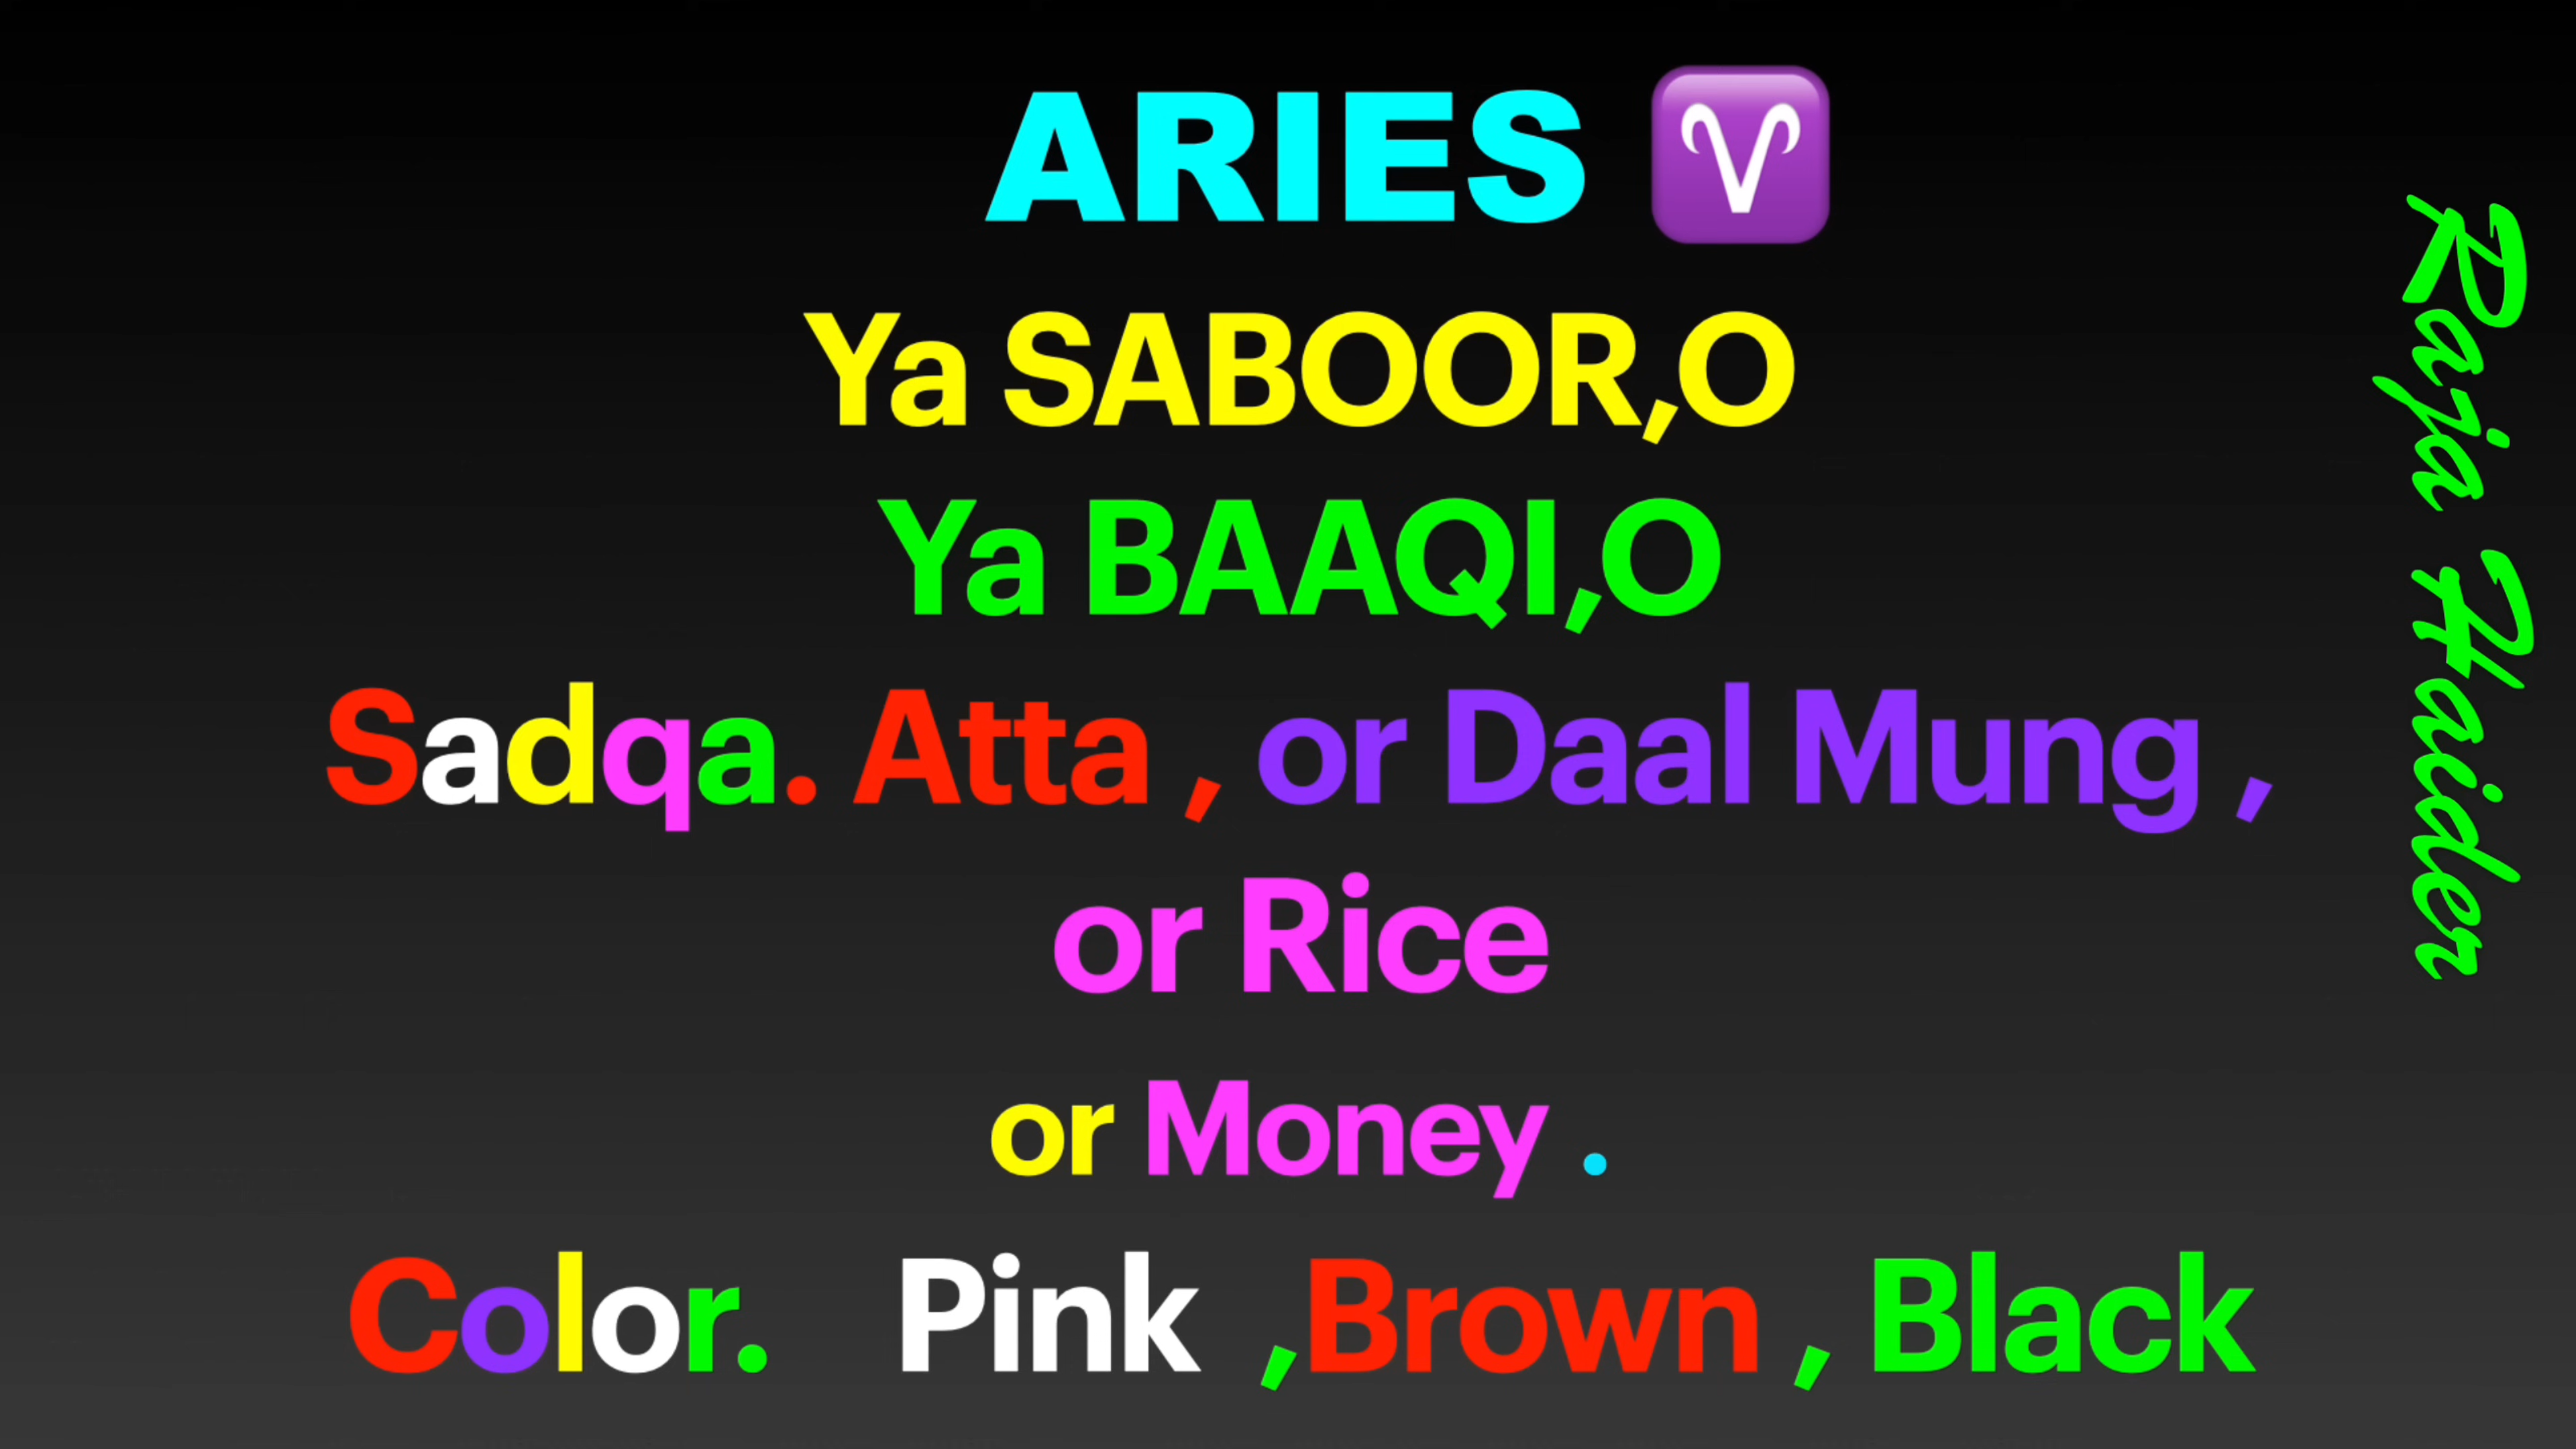 ARIES ♈
Ya SABOOR,O
Ya BAAQI,O
Sadqa. Atta , or Daal Mung ,
or Rice
or Money .
Color. Pink ,Brown , Black
Raja Haider